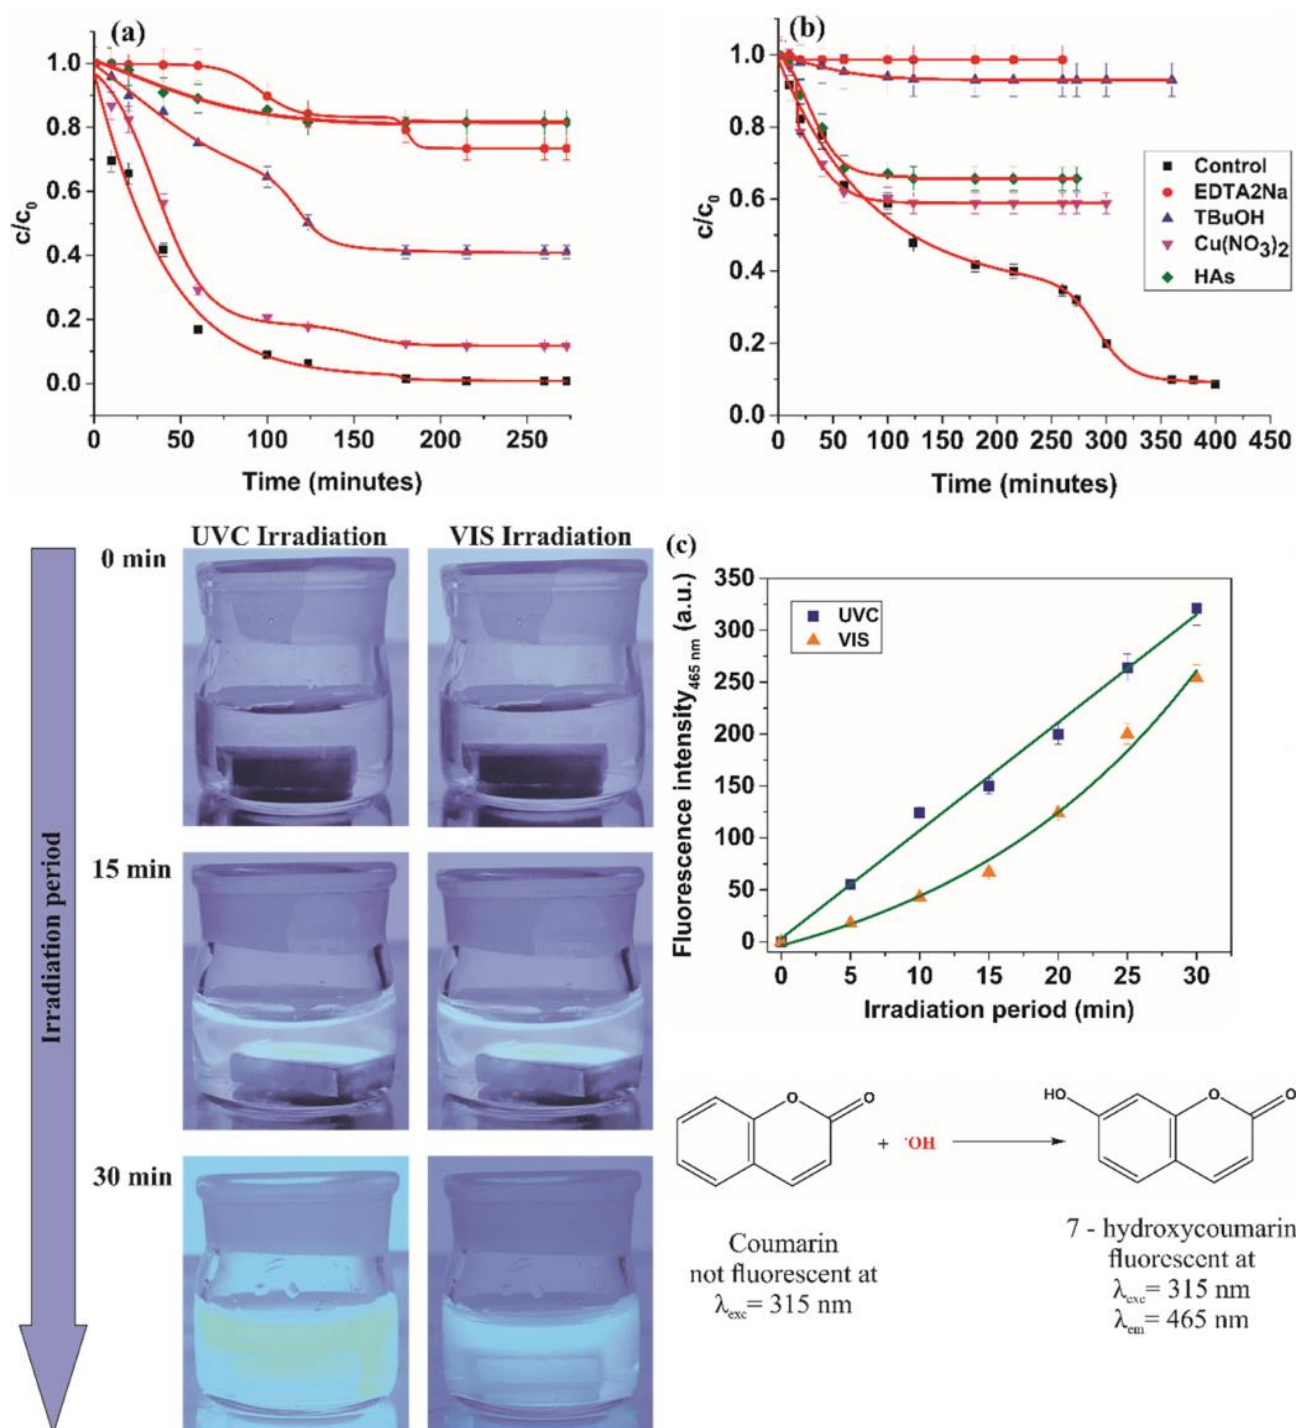 (a)
1.0
0.8
0.6
0.4
0.2
0.0
c/c0
0 50 100 150 200 250
Time (minutes)
(b)
1.0
0.8
0.6
0.4
0.2
0.0
c/c0
Control
EDTA2Na
TBuOH
Cu(NO3)2
HAs
0 50 100 150 200 250 300 350 400 450
Time (minutes)
UVC Irradiation VIS Irradiation
0 min
15 min
30 min
Irradiation period
(c)
350
300
250
200
150
100
50
0
Fluorescence intensity465 nm (a.u.)
UVC
VIS
0 5 10 15 20 25 30
Irradiation period (min)
O O
+ ·OH
HO O O
Coumarin
not fluorescent at
λexc= 315 nm
7 - hydroxycoumarin
fluorescent at
λexc= 315 nm
λem= 465 nm